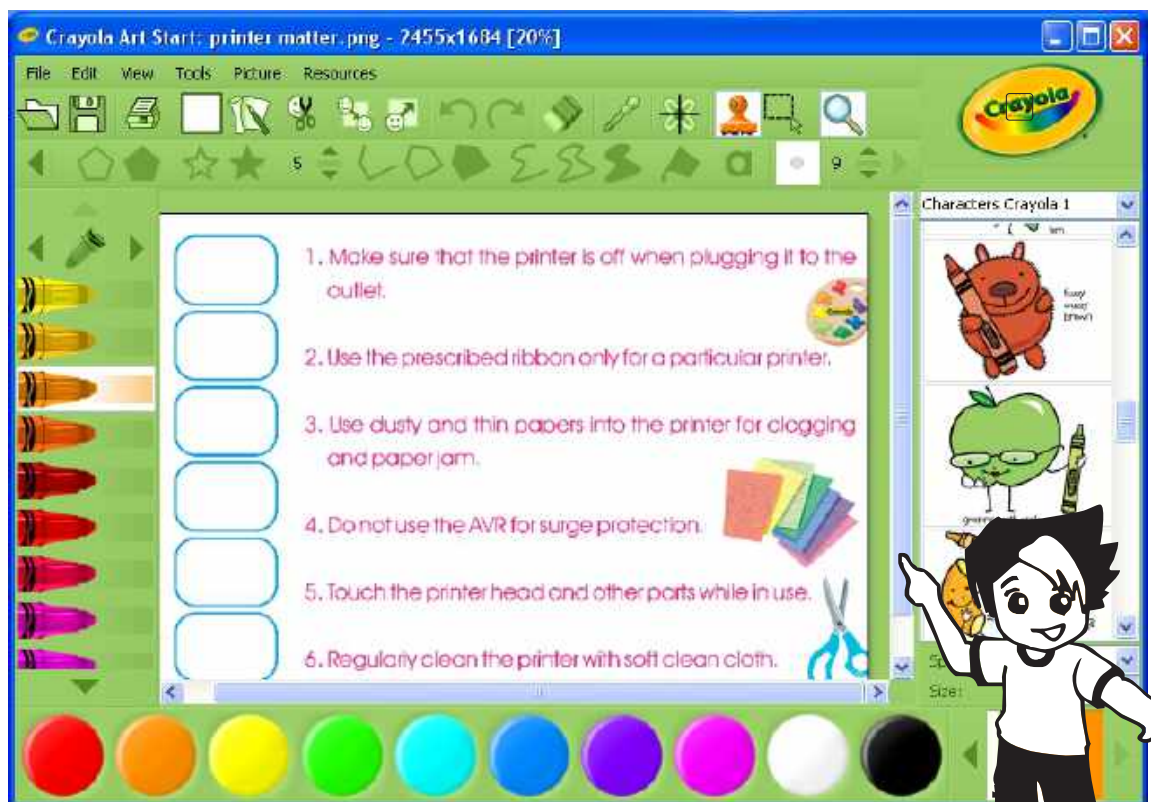 Crayola Art Start: printer matter.png - 2455x1684 [20%]
File Edit View Tools Picture Resources
Crayola
5
a
9
Characters Crayola 1
1. Make sure that the printer is off when plugging it to the
outlet.
2. Use the prescribed ribbon only for a particular printer.
3. Use dusty and thin papers into the printer for clogging
and paper jam.
4. Do not use the AVR for surge protection.
5. Touch the printer head and other parts while in use.
6. Regularly clean the printer with soft clean cloth.
fuzzy
wuzzy
brown
Size: